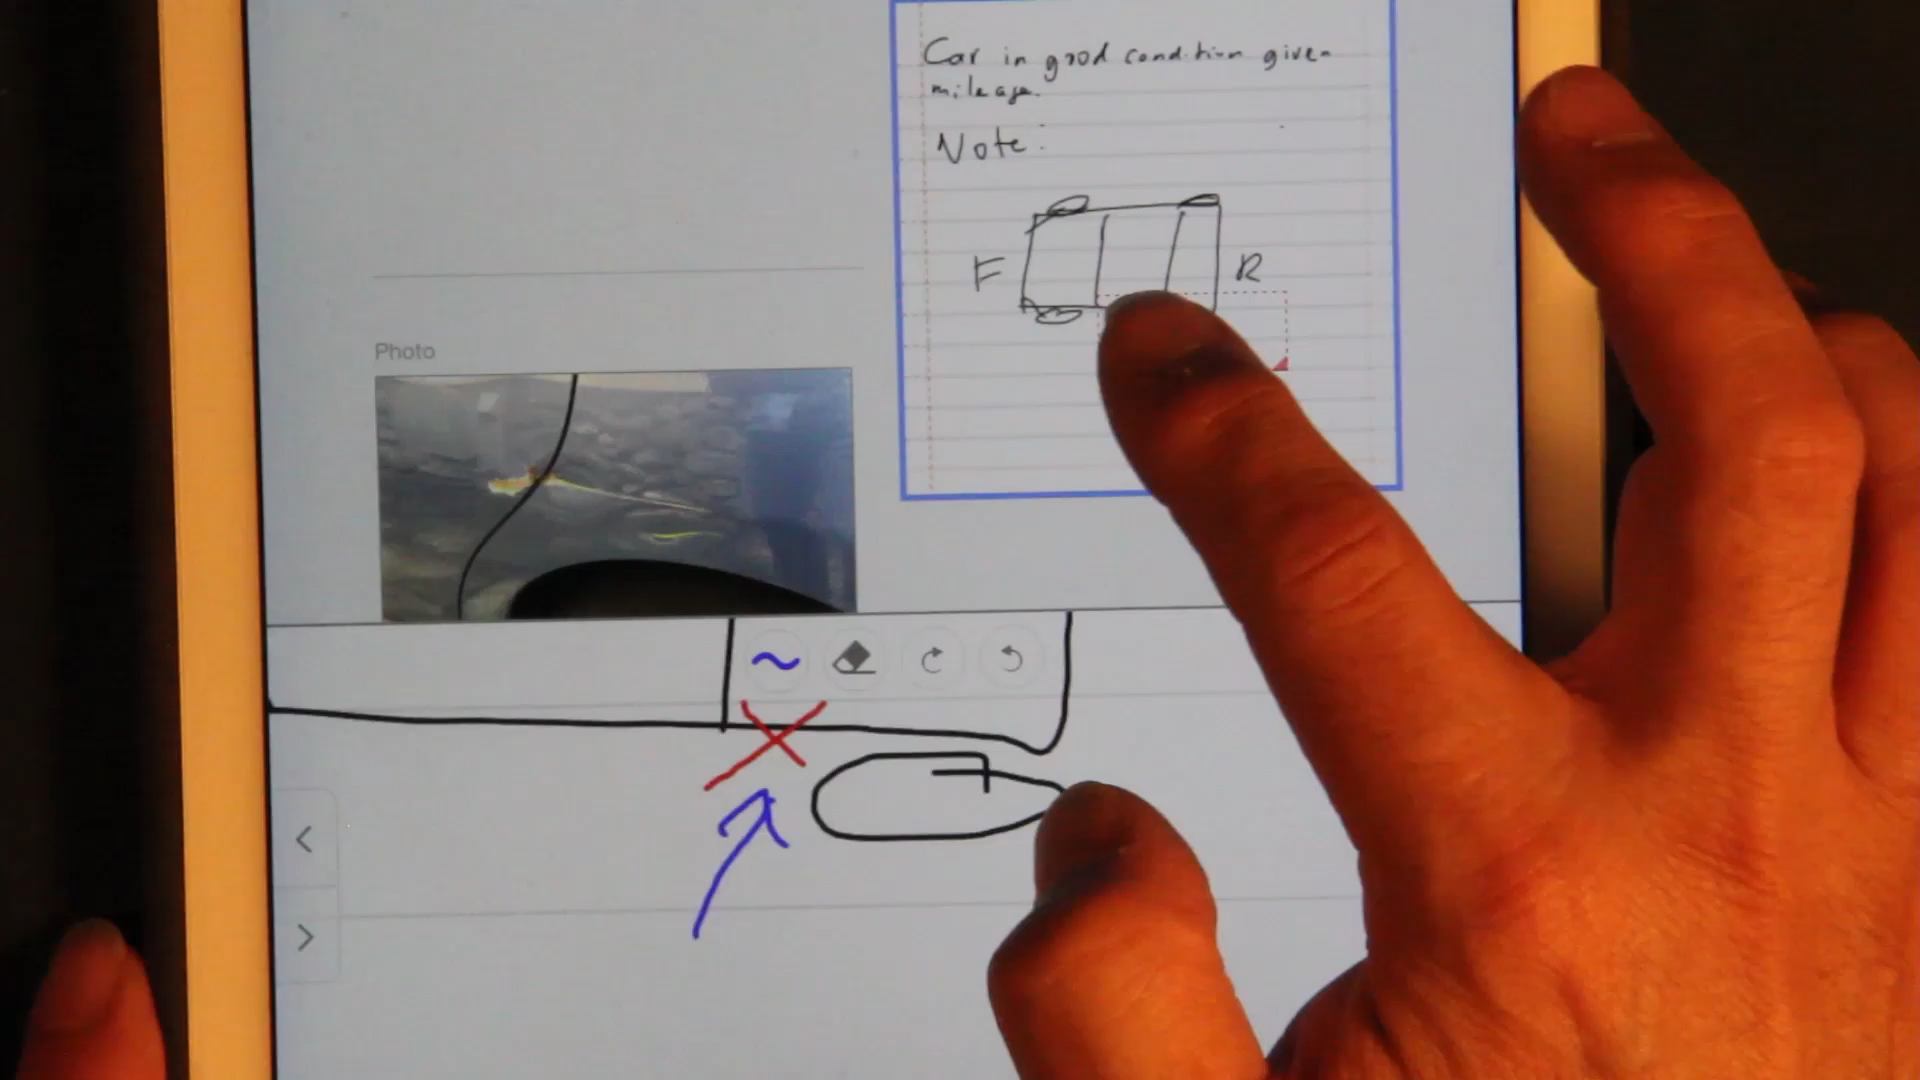 Car in good condition given
mileage.
Note:
F
R
Photo